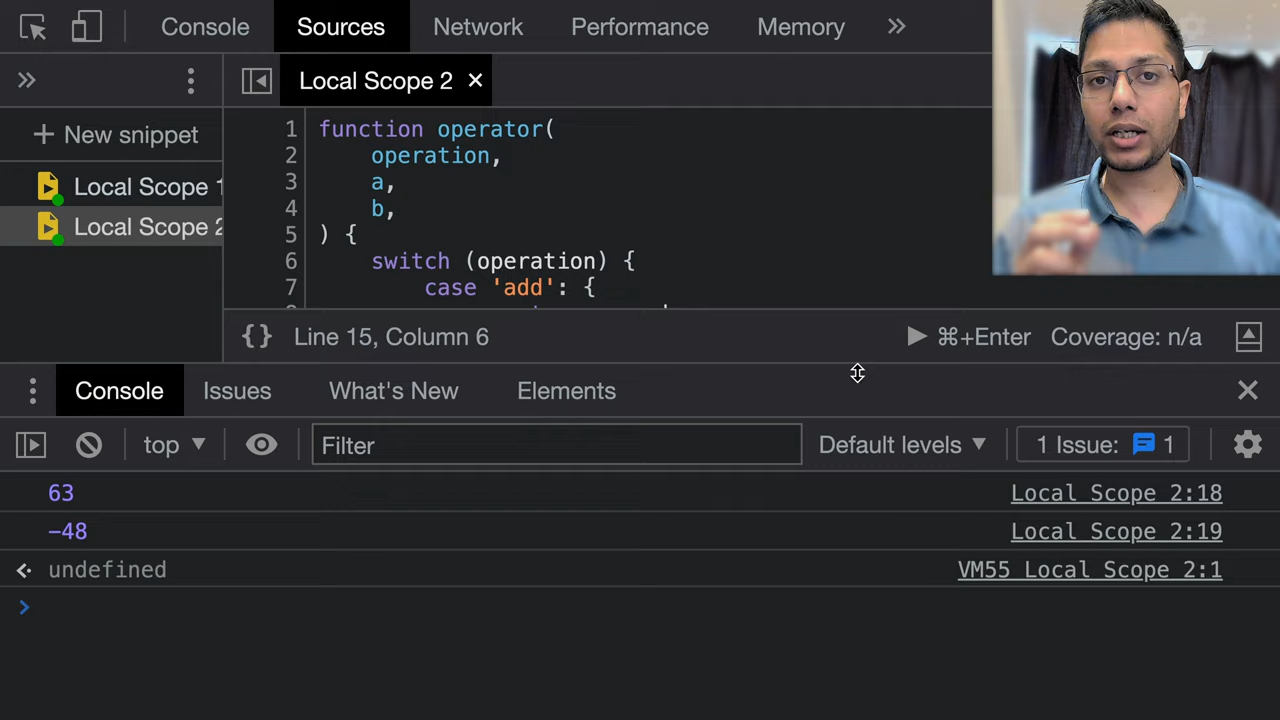 Console Sources Network Performance Memory
Local Scope 2
New snippet
Local Scope 1
Local Scope 2
1 function operator(
2 operation,
3 a,
4 b,
5 ) {
6 switch (operation) {
7 case 'add': {
{} Line 15, Column 6 ⌘+Enter Coverage: n/a
Console Issues What's New Elements
top Filter Default levels 1 Issue: 1
63 Local Scope 2:18
-48 Local Scope 2:19
undefined VM55 Local Scope 2:1